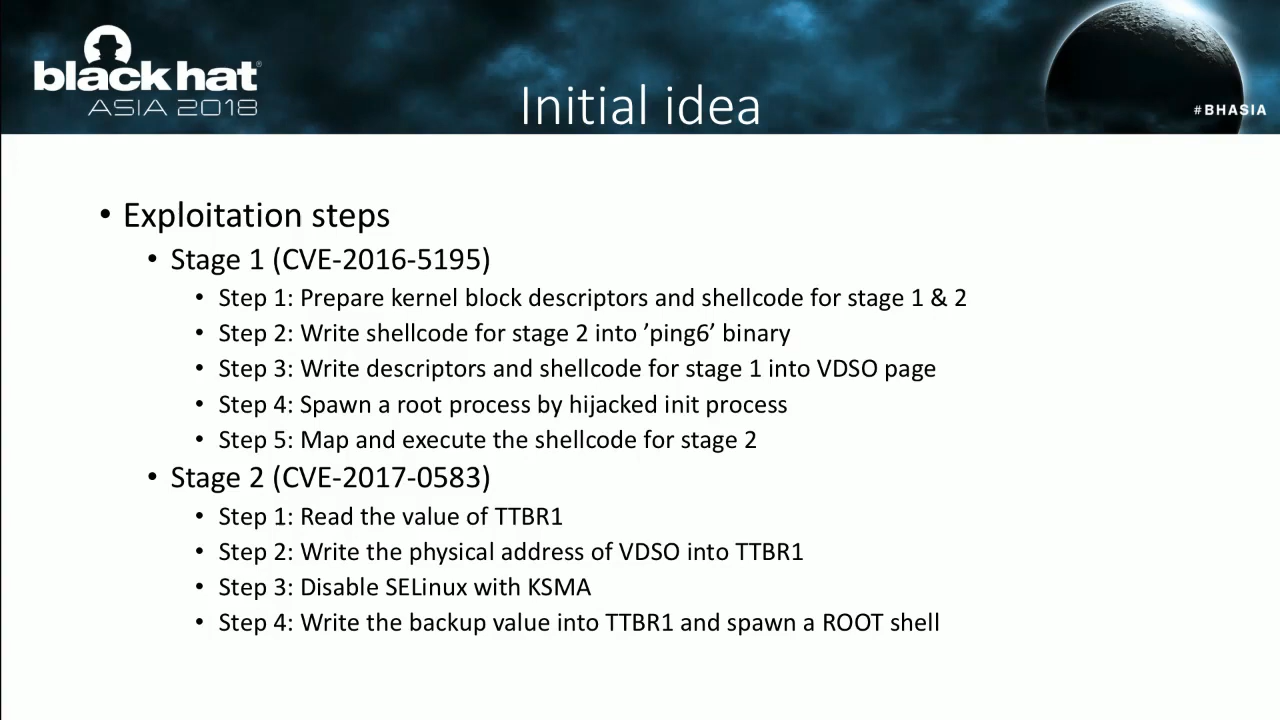 black hat
ASIA 2018
Initial idea
#BHASIA
• Exploitation steps
• Stage 1 (CVE-2016-5195)
• Step 1: Prepare kernel block descriptors and shellcode for stage 1 & 2
• Step 2: Write shellcode for stage 2 into ’ping6’ binary
• Step 3: Write descriptors and shellcode for stage 1 into VDSO page
• Step 4: Spawn a root process by hijacked init process
• Step 5: Map and execute the shellcode for stage 2
• Stage 2 (CVE-2017-0583)
• Step 1: Read the value of TTBR1
• Step 2: Write the physical address of VDSO into TTBR1
• Step 3: Disable SELinux with KSMA
• Step 4: Write the backup value into TTBR1 and spawn a ROOT shell